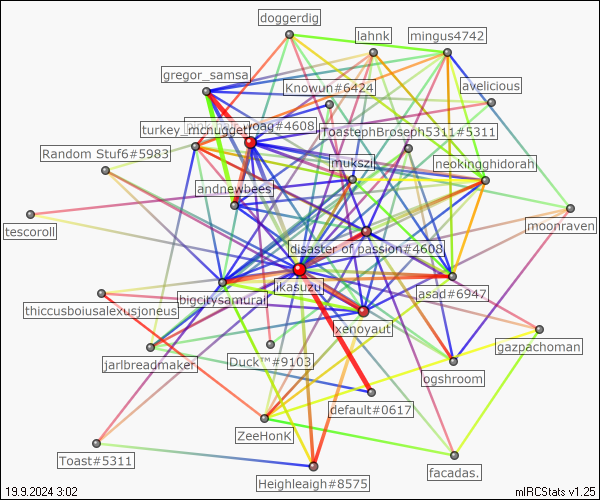 doggerdig
lahnk
mingus4742
gregor_samsa
Knowun#6424
avelicious
turkey_mcnugget
#4608
ToastephBroseph5311#5311
Random Stuf6#5983
mukszi
neokingghidorah
andnewbees
tescoroll
moonraven
disaster of passion#4608
ikasuzu
bigcitysamurai
asad#6947
thiccusboiusalexusjoneus
xenoyaut
gazpachoman
jarlbreadmaker
Duck™#9103
ogshroom
default#0617
ZeeHonK
Toast#5311
facadas.
Heighleaigh#8575
19.9.2024 3:02
mIRCStats v1.25